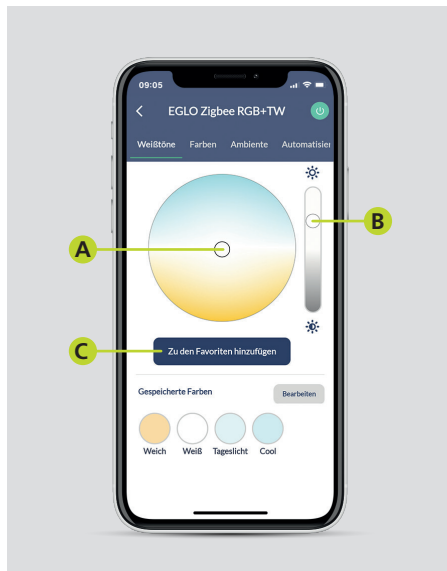 09:05
EGLO Zigbee RGB+TW
Weißtöne Farben Ambiente Automatisier
A
B
C
Zu den Favoriten hinzufügen
Gespeicherte Farben Bearbeiten
Weich Weiß Tageslicht Cool